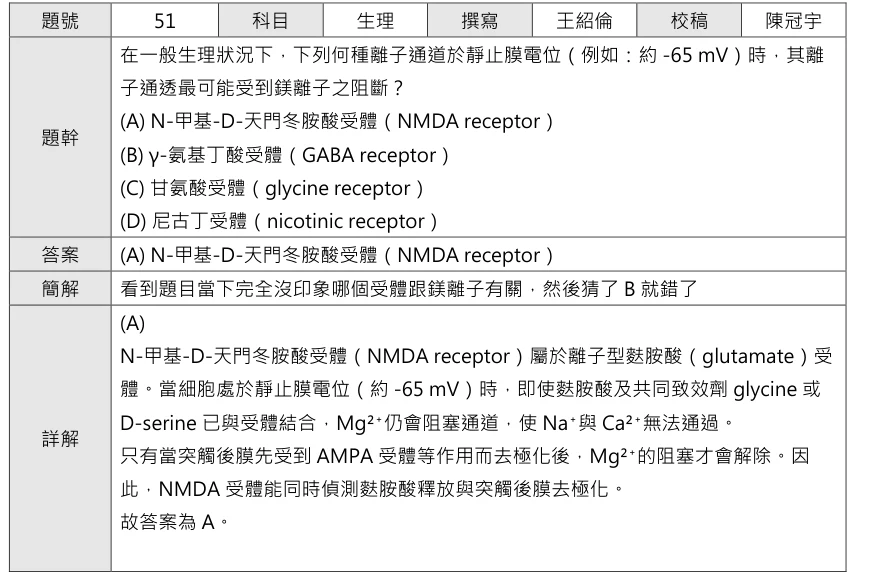 題號 51 科目 生理 撰寫 王紹倫 校稿 陳冠宇
題幹
在一般生理狀況下，下列何種離子通道於靜止膜電位（例如：約 -65 mV）時，其離
子通透最可能受到鎂離子之阻斷？
(A) N-甲基-D-天門冬胺酸受體（NMDA receptor）
(B) γ-氨基丁酸受體（GABA receptor）
(C) 甘氨酸受體（glycine receptor）
(D) 尼古丁受體（nicotinic receptor）
答案 (A) N-甲基-D-天門冬胺酸受體（NMDA receptor）
簡解 看到題目當下完全沒印象哪個受體跟鎂離子有關，然後猜了 B 就錯了
詳解
(A)
N-甲基-D-天門冬胺酸受體（NMDA receptor）屬於離子型麩胺酸（glutamate）受
體。當細胞處於靜止膜電位（約 -65 mV）時，即使麩胺酸及共同致效劑 glycine 或
D-serine 已與受體結合，Mg²⁺仍會阻塞通道，使 Na⁺與 Ca²⁺無法通過。
只有當突觸後膜先受到 AMPA 受體等作用而去極化後，Mg²⁺的阻塞才會解除。因
此，NMDA 受體能同時偵測麩胺酸釋放與突觸後膜去極化。
故答案為 A。